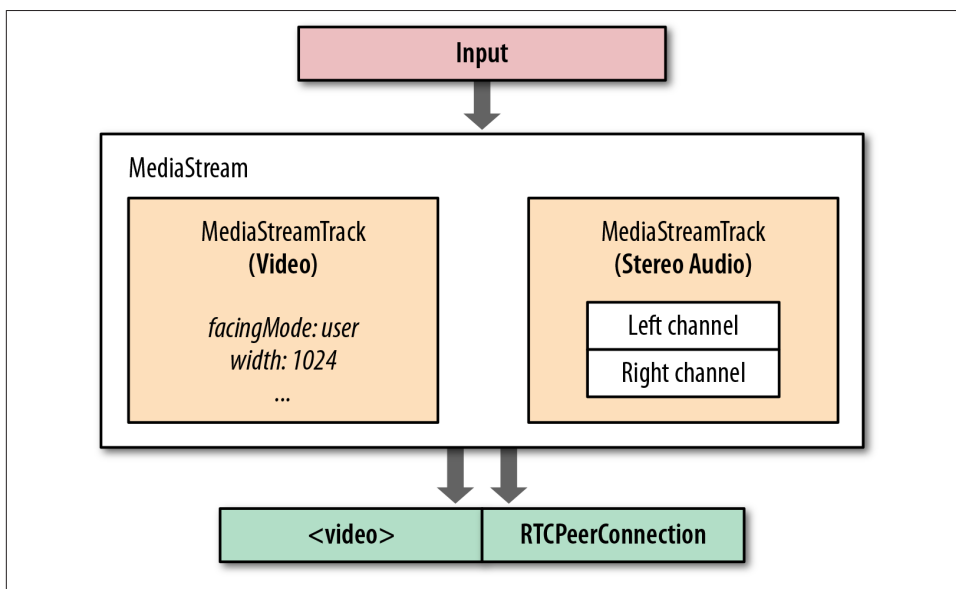 Input
MediaStream
MediaStreamTrack
(Video)
facingMode: user
width: 1024
...
MediaStreamTrack
(Stereo Audio)
Left channel
Right channel
<video>
RTCPeerConnection